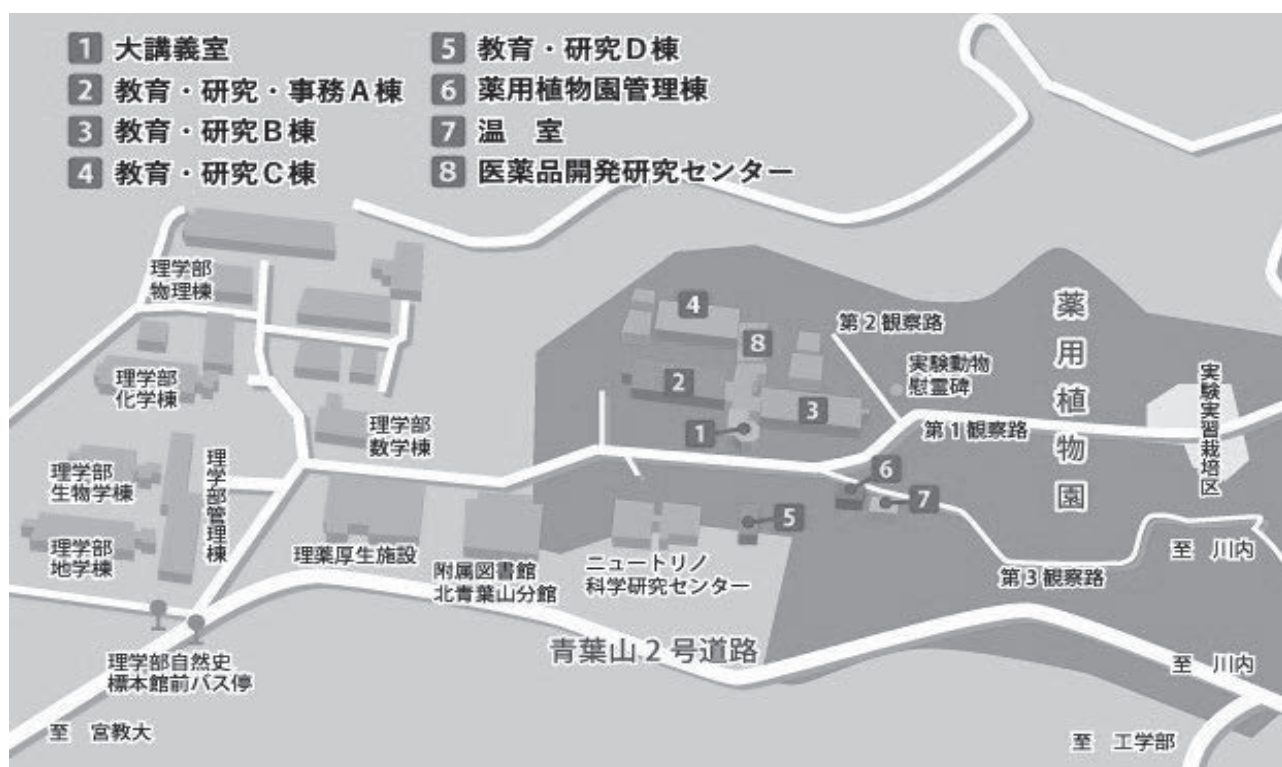 1 大講義室
2 教育・研究・事務A棟
3 教育・研究B棟
4 教育・研究C棟
5 教育・研究D棟
6 薬用植物園管理棟
7 温　室
8 医薬品開発研究センター
理学部
物理棟
理学部
化学棟
理学部
数学棟
理学部
生物学棟
理学部
地学棟
理学部管理棟
理薬厚生施設
附属図書館
北青葉山分館
ニュートリノ
科学研究センター
4
8
2
3
1
6
7
5
第2観察路
実験動物
慰霊碑
第1観察路
薬用植物園
実験実習栽培区
第3観察路
至　川内
青葉山2号道路
至　川内
理学部自然史
標本館前バス停
至　宮教大
至　工学部